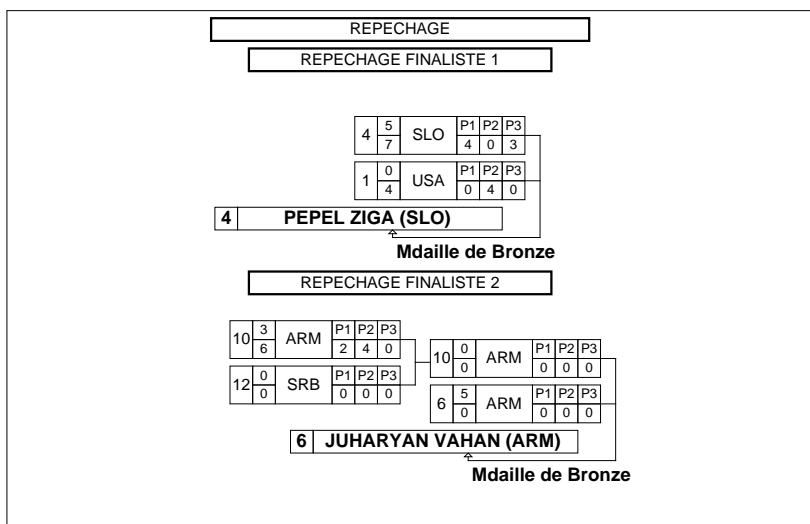 REPECHAGE
REPECHAGE FINALISTE 1
4 5 SLO P1 P2 P3
7 4 0 3
1 0 USA P1 P2 P3
4 0 4 0
4 PEPEL ZIGA (SLO)
Mdaille de Bronze
REPECHAGE FINALISTE 2
10 3 ARM P1 P2 P3
6 2 4 0
12 0 SRB P1 P2 P3
0 0 0 0
10 0 ARM P1 P2 P3
0 0 0 0
6 5 ARM P1 P2 P3
0 0 0 0
6 JUHARYAN VAHAN (ARM)
Mdaille de Bronze